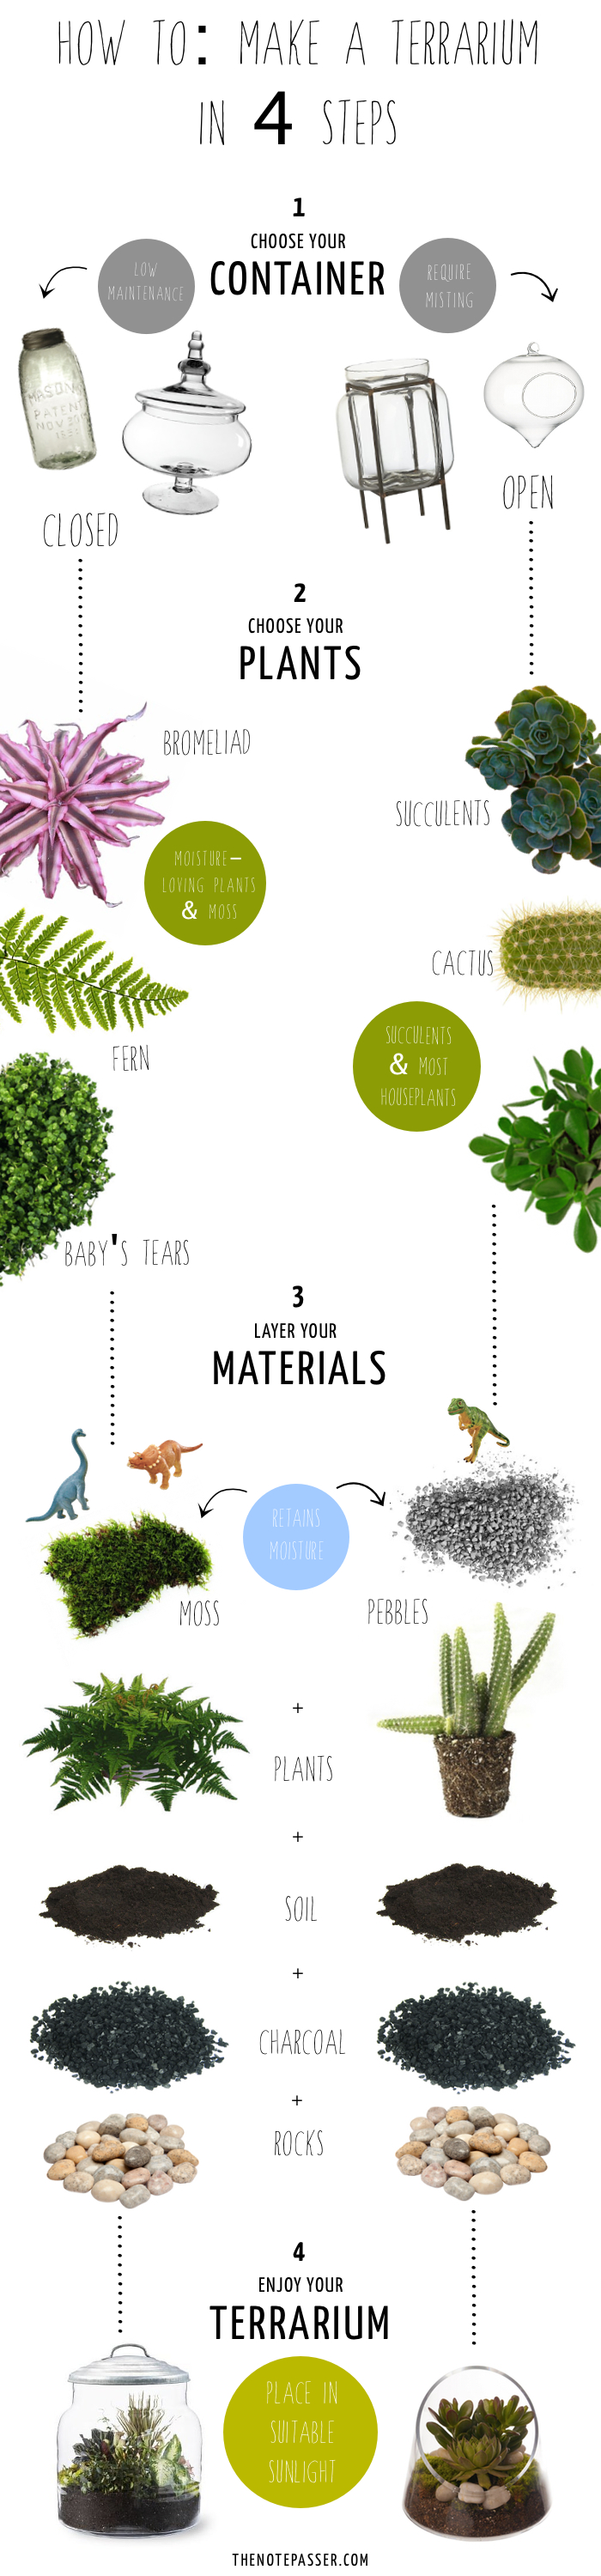 HOW TO: MAKE A TERRARIUM
IN 4 STEPS
1
CHOOSE YOUR
CONTAINER
LOW
MAINTENANCE
REQUIRE
MISTING
MASON'S
PATENT
NOV 30
1858
CLOSED
OPEN
2
CHOOSE YOUR
PLANTS
BROMELIAD
SUCCULENTS
MOISTURE-
LOVING PLANTS
& MOSS
CACTUS
FERN
SUCCULENTS
& MOST
HOUSEPLANTS
BABY'S TEARS
3
LAYER YOUR
MATERIALS
RETAINS
MOISTURE
MOSS
PEBBLES
+
PLANTS
+
SOIL
+
CHARCOAL
+
ROCKS
4
ENJOY YOUR
TERRARIUM
PLACE IN
SUITABLE
SUNLIGHT
THENOTEPASSER.COM